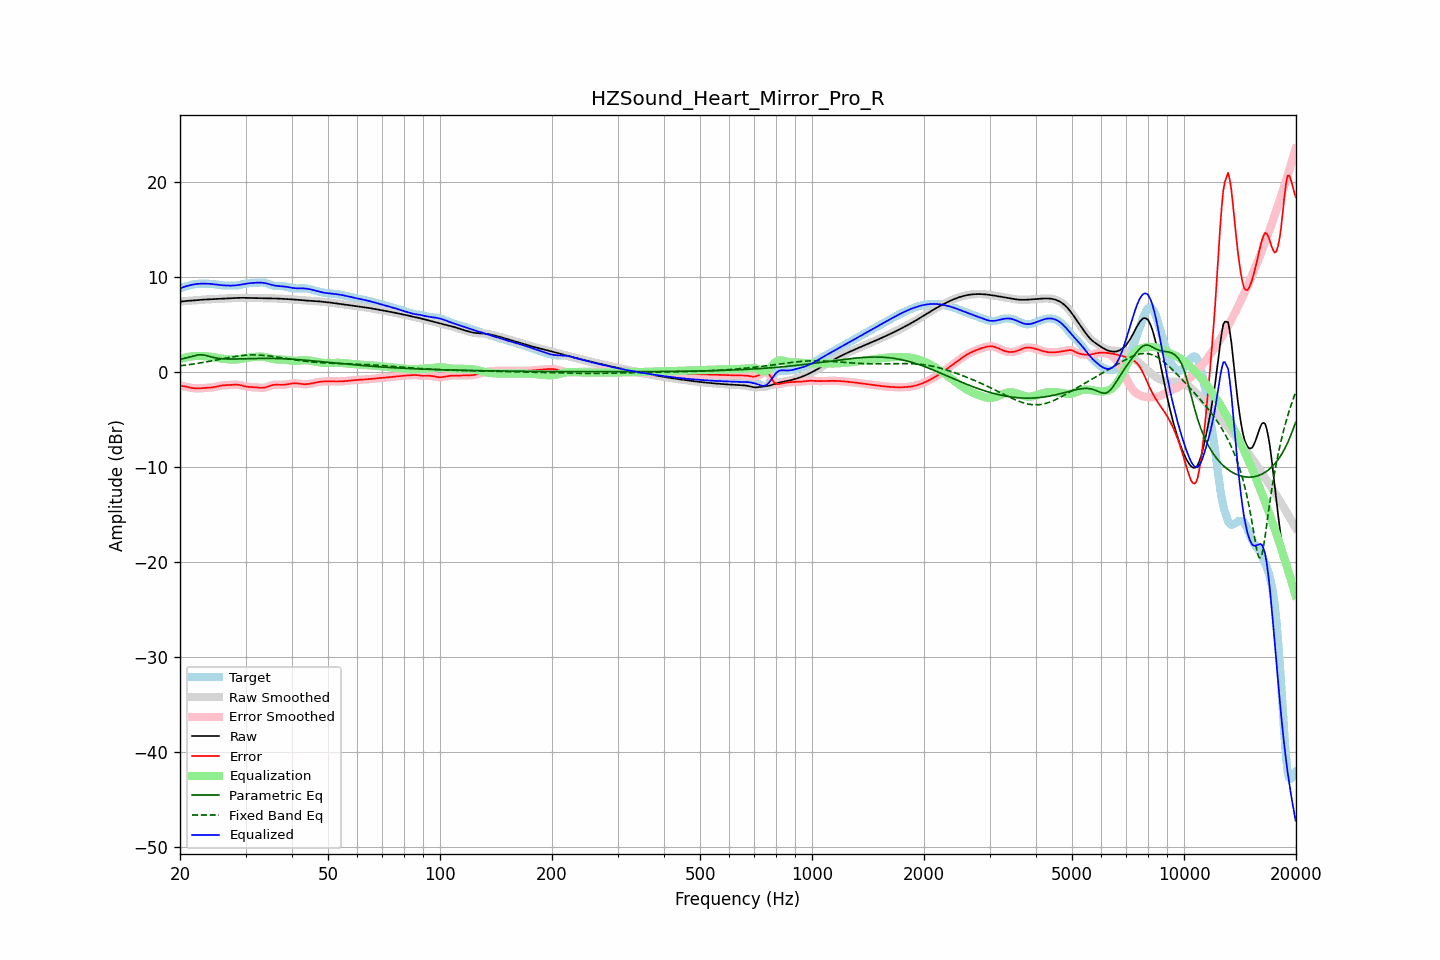 HZSound_Heart_Mirror_Pro_R
20
10
0
−10
−20
−30
−40
−50
Amplitude (dBr)
Target
Raw Smoothed
Error Smoothed
Raw
Error
Equalization
Parametric Eq
Fixed Band Eq
Equalized
20 50 100 200 500 1000 2000 5000 10000 20000
Frequency (Hz)